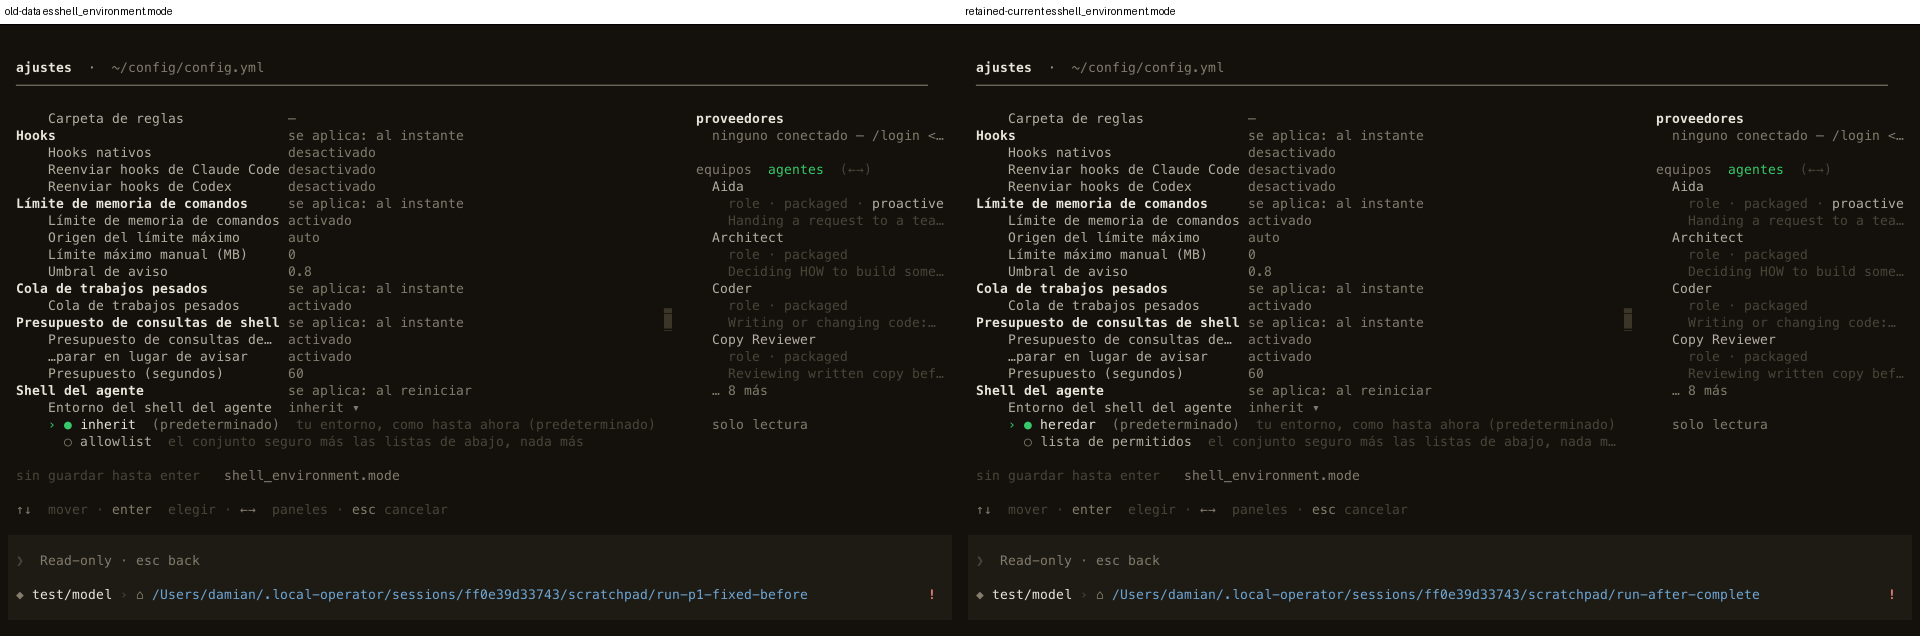 old-data esshell_environment.mode
ajustes · ~/config/config.yml
Carpeta de reglas —
Hooks se aplica: al instante
Hooks nativos desactivado
Reenviar hooks de Claude Code desactivado
Reenviar hooks de Codex desactivado
Límite de memoria de comandos se aplica: al instante
Límite de memoria de comandos activado
Origen del límite máximo auto
Límite máximo manual (MB) 0
Umbral de aviso 0.8
Cola de trabajos pesados se aplica: al instante
Cola de trabajos pesados activado
Presupuesto de consultas de shell se aplica: al instante
Presupuesto de consultas de… activado
…parar en lugar de avisar activado
Presupuesto (segundos) 60
Shell del agente se aplica: al reiniciar
Entorno del shell del agente inherit ▾
› ● inherit (predeterminado) tu entorno, como hasta ahora (predeterminado)
○ allowlist el conjunto seguro más las listas de abajo, nada más
proveedores
ninguno conectado — /login <…
equipos agentes (←→)
Aida
role · packaged · proactive
Handing a request to a tea…
Architect
role · packaged
Deciding HOW to build some…
Coder
role · packaged
Writing or changing code:…
Copy Reviewer
role · packaged
Reviewing written copy bef…
… 8 más
solo lectura
sin guardar hasta enter shell_environment.mode
↑↓ mover · enter elegir · ←→ paneles · esc cancelar
❯ Read-only · esc back
◆ test/model › ⌂ /Users/damian/.local-operator/sessions/ff0e39d33743/scratchpad/run-p1-fixed-before !
retained-current esshell_environment.mode
ajustes · ~/config/config.yml
Carpeta de reglas —
Hooks se aplica: al instante
Hooks nativos desactivado
Reenviar hooks de Claude Code desactivado
Reenviar hooks de Codex desactivado
Límite de memoria de comandos se aplica: al instante
Límite de memoria de comandos activado
Origen del límite máximo auto
Límite máximo manual (MB) 0
Umbral de aviso 0.8
Cola de trabajos pesados se aplica: al instante
Cola de trabajos pesados activado
Presupuesto de consultas de shell se aplica: al instante
Presupuesto de consultas de… activado
…parar en lugar de avisar activado
Presupuesto (segundos) 60
Shell del agente se aplica: al reiniciar
Entorno del shell del agente inherit ▾
› ● heredar (predeterminado) tu entorno, como hasta ahora (predeterminado)
○ lista de permitidos el conjunto seguro más las listas de abajo, nada m…
proveedores
ninguno conectado — /login <…
equipos agentes (←→)
Aida
role · packaged · proactive
Handing a request to a tea…
Architect
role · packaged
Deciding HOW to build some…
Coder
role · packaged
Writing or changing code:…
Copy Reviewer
role · packaged
Reviewing written copy bef…
… 8 más
solo lectura
sin guardar hasta enter shell_environment.mode
↑↓ mover · enter elegir · ←→ paneles · esc cancelar
❯ Read-only · esc back
◆ test/model › ⌂ /Users/damian/.local-operator/sessions/ff0e39d33743/scratchpad/run-after-complete !